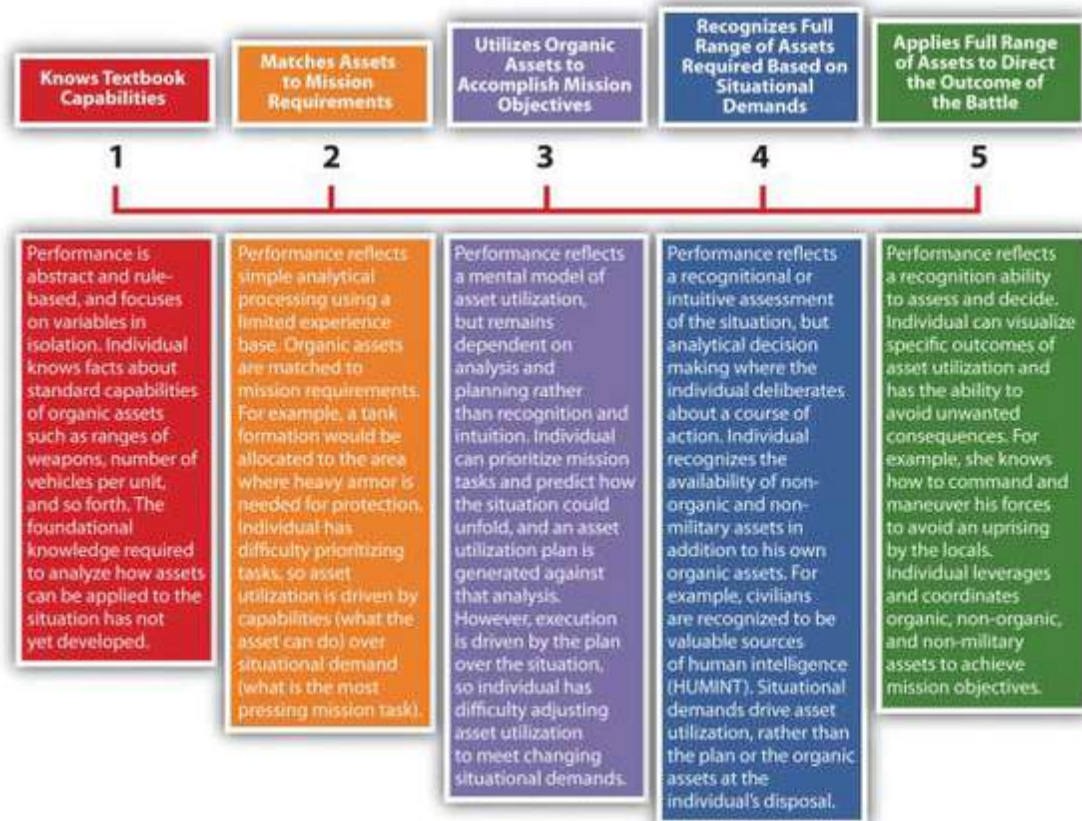 Knows Textbook
Capabilities
Matches Assets
to Mission
Requirements
Utilizes Organic
Assets to
Accomplish Mission
Objectives
Recognizes Full
Range of Assets
Required Based on
Situational
Demands
Applies Full Range
of Assets to Direct
the Outcome of
the Battle
1
2
3
4
5
Performance is
abstract and rule-
based, and focuses
on variables in
isolation. Individual
knows facts about
standard capabilities
of organic assets
such as ranges of
weapons, number of
vehicles per unit,
and so forth. The
foundational
knowledge required
to analyze how assets
can be applied to the
situation has not
yet developed.
Performance reflects
simple analytical
processing using a
limited experience
base. Organic assets
are matched to
mission requirements.
For example, a tank
formation would be
allocated to the area
where heavy armor is
needed for protection.
Individual has
difficulty prioritizing
tasks, so asset
utilization is driven by
capabilities (what the
asset can do) over
situational demand
(what is the most
pressing mission task).
Performance reflects
a mental model of
asset utilization,
but remains
dependent on
analysis and
planning rather
than recognition and
intuition. Individual
can prioritize mission
tasks and predict how
the situation could
unfold, and an asset
utilization plan is
generated against
that analysis.
However, execution
is driven by the plan
over the situation,
so individual has
difficulty adjusting
asset utilization
to meet changing
situational demands.
Performance reflects
a recognitional or
intuitive assessment
of the situation, but
analytical decision
making where the
individual deliberates
about a course of
action. Individual
recognizes the
availability of non-
organic and non-
military assets in
addition to his own
organic assets. For
example, civilians
are recognized to be
valuable sources
of human intelligence
(HUMINT). Situational
demands drive asset
utilization, rather than
the plan or the organic
assets at the
individual's disposal.
Performance reflects
a recognition ability
to assess and decide.
Individual can visualize
specific outcomes of
asset utilization and
has the ability to
avoid unwanted
consequences. For
example, she knows
how to command and
maneuver his forces
to avoid an uprising
by the locals.
Individual leverages
and coordinates
organic, non-organic,
and non-military
assets to achieve
mission objectives.